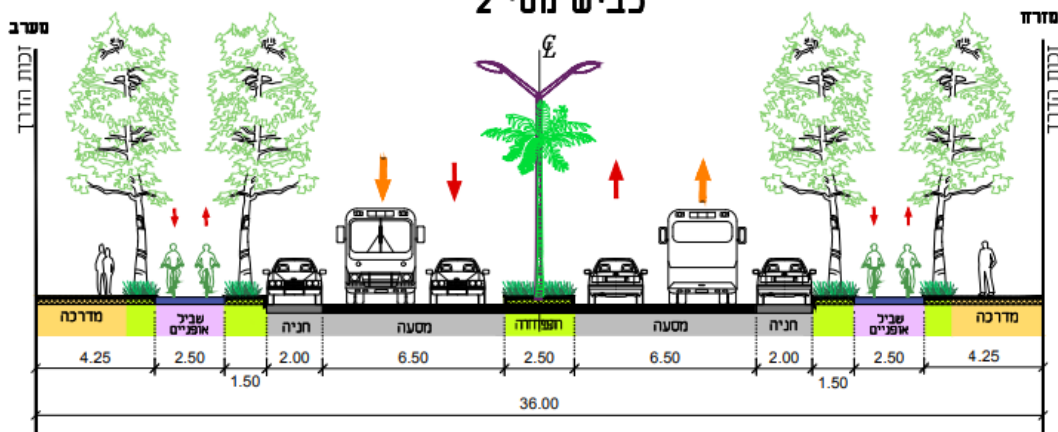 כביש מס' 2
מערב
מזרח
זכות הדרך
זכות הדרך
מדרכה
שביל
אופניים
חניה
מסעה
מסעה
חניה
שביל
אופניים
מדרכה
4.25
2.50
2.00
6.50
2.50
6.50
2.00
2.50
4.25
1.50
1.50
36.00